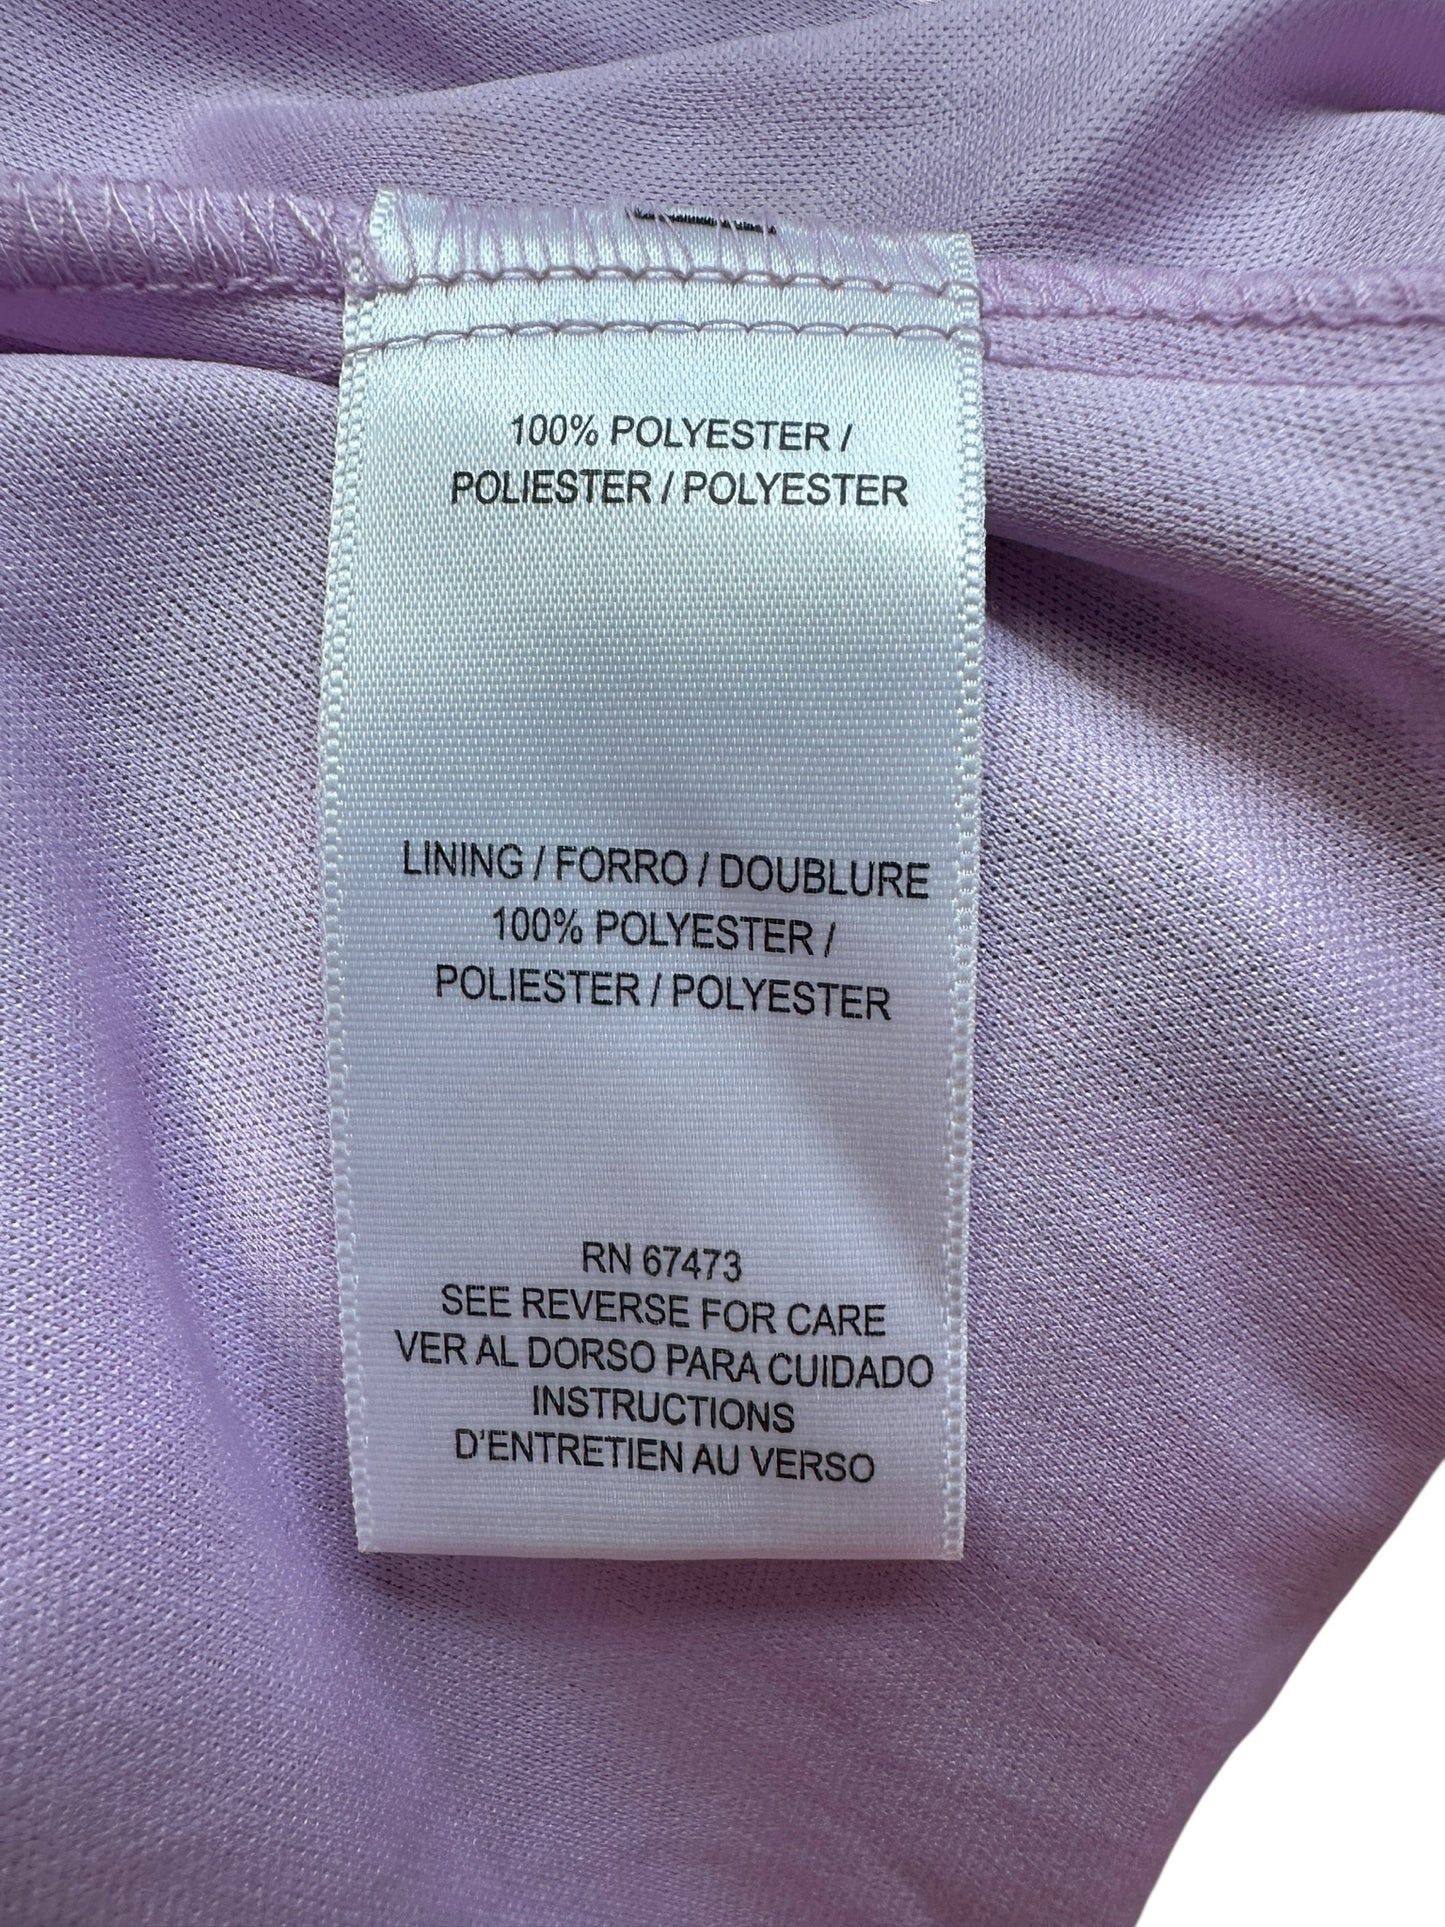 100% POLYESTER /
POLIESTER / POLYESTER
LINING / FORRO / DOUBLURE
100% POLYESTER /
POLIESTER / POLYESTER
RN 67473
SEE REVERSE FOR CARE
VER AL DORSO PARA CUIDADO
INSTRUCTIONS
D'ENTRETIEN AU VERSO